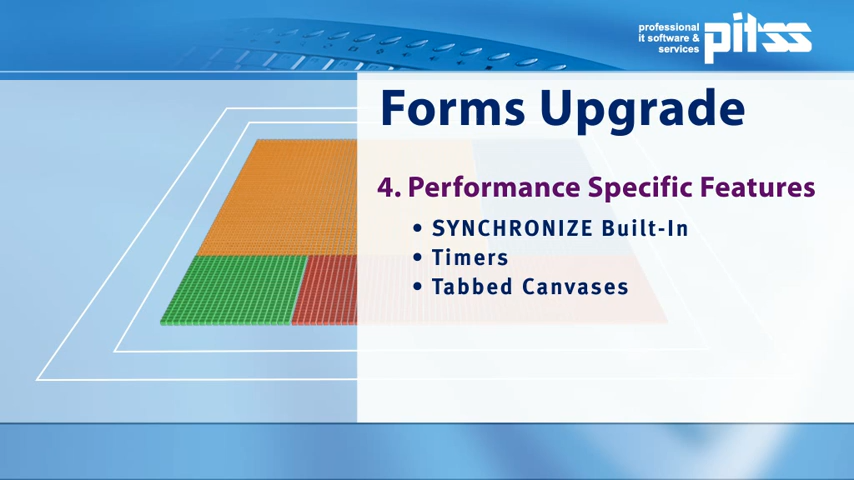 professional
it software &
services
pitss
Forms Upgrade
4. Performance Specific Features
• SYNCHRONIZE Built-In
• Timers
• Tabbed Canvases